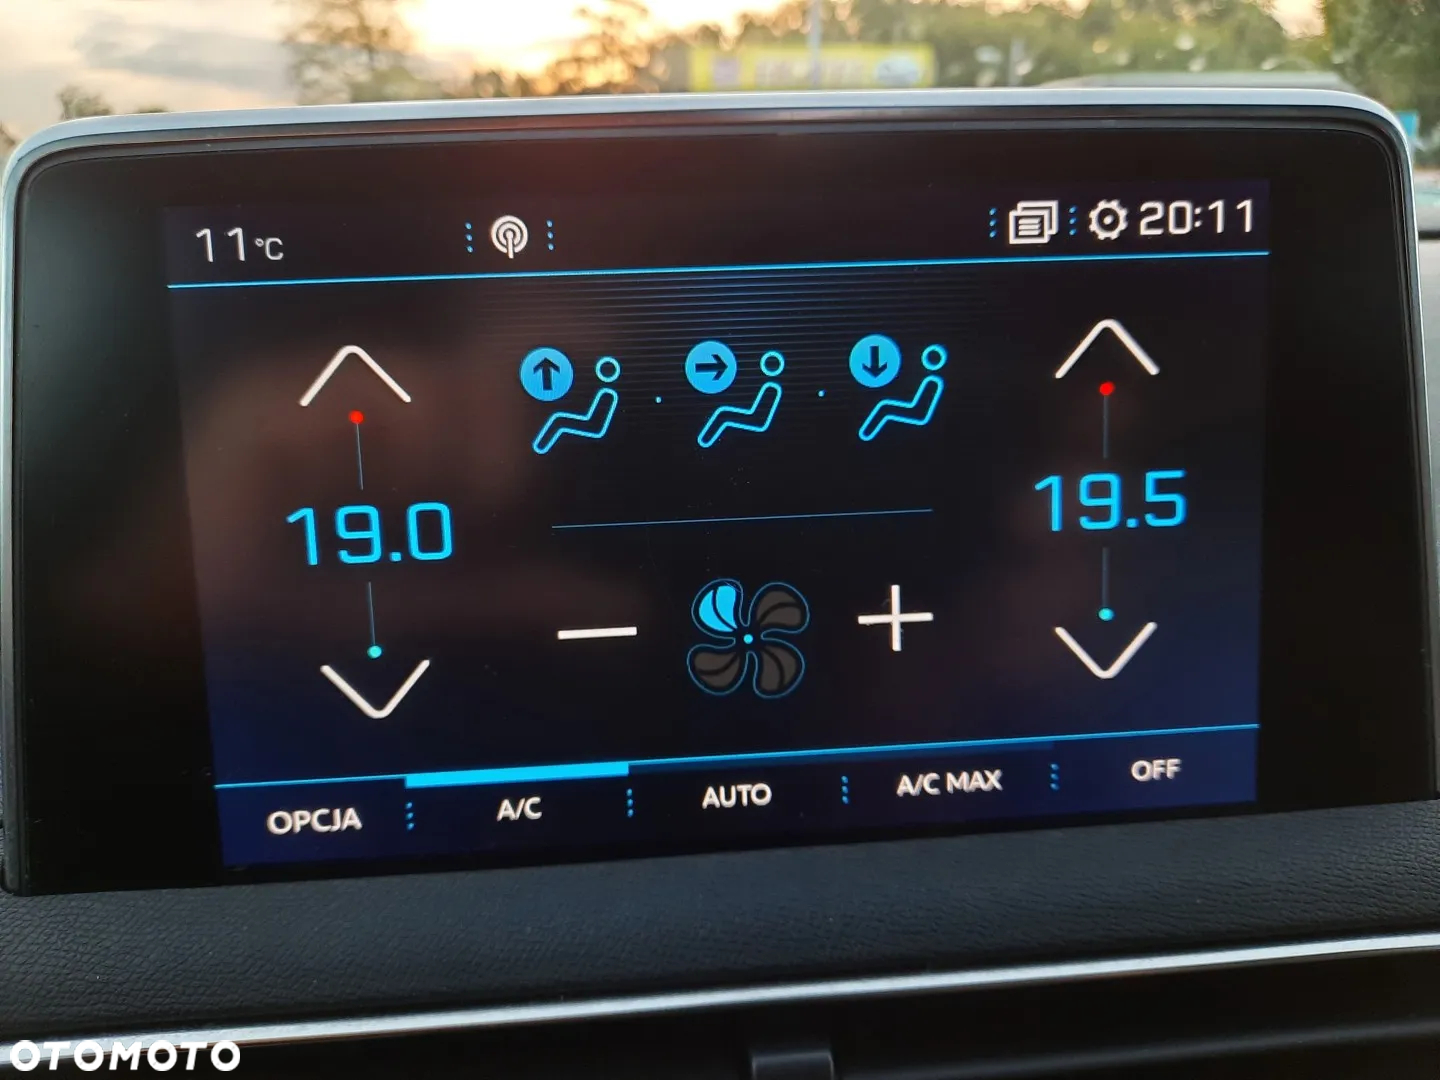 11°C
20:11
19.0
19.5
OPCJA
A/C
AUTO
A/C MAX
OFF
OTOMOTO